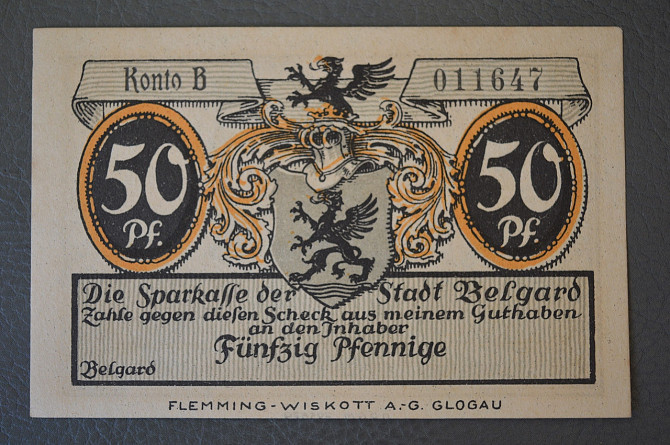 Konto B
011647
50
Pf.
50
Pf.
Die Sparkasse der Stadt Belgard
Zahle gegen diesen Scheck aus meinem Guthaben
an den Inhaber
Fünfzig Pfennige
Belgard
FLEMMING-WISKOTT A.-G. GLOGAU